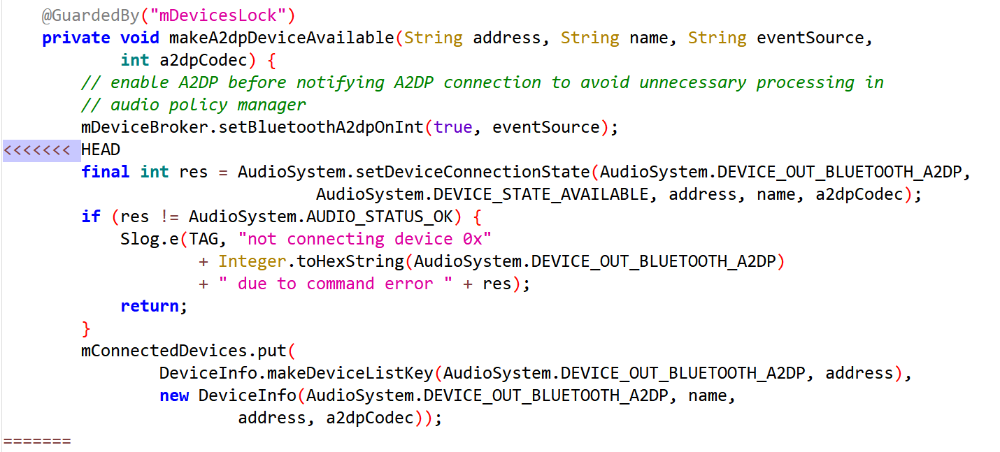 @GuardedBy("mDevicesLock")
private void makeA2dpDeviceAvailable(String address, String name, String eventSource,
int a2dpCodec) {
// enable A2DP before notifying A2DP connection to avoid unnecessary processing in
// audio policy manager
mDeviceBroker.setBluetoothA2dpOnInt(true, eventSource);
<<<<<<< HEAD
final int res = AudioSystem.setDeviceConnectionState(AudioSystem.DEVICE_OUT_BLUETOOTH_A2DP,
AudioSystem.DEVICE_STATE_AVAILABLE, address, name, a2dpCodec);
if (res != AudioSystem.AUDIO_STATUS_OK) {
Slog.e(TAG, "not connecting device 0x"
+ Integer.toHexString(AudioSystem.DEVICE_OUT_BLUETOOTH_A2DP)
+ " due to command error " + res);
return;
}
mConnectedDevices.put(
DeviceInfo.makeDeviceListKey(AudioSystem.DEVICE_OUT_BLUETOOTH_A2DP, address),
new DeviceInfo(AudioSystem.DEVICE_OUT_BLUETOOTH_A2DP, name,
address, a2dpCodec));
=======